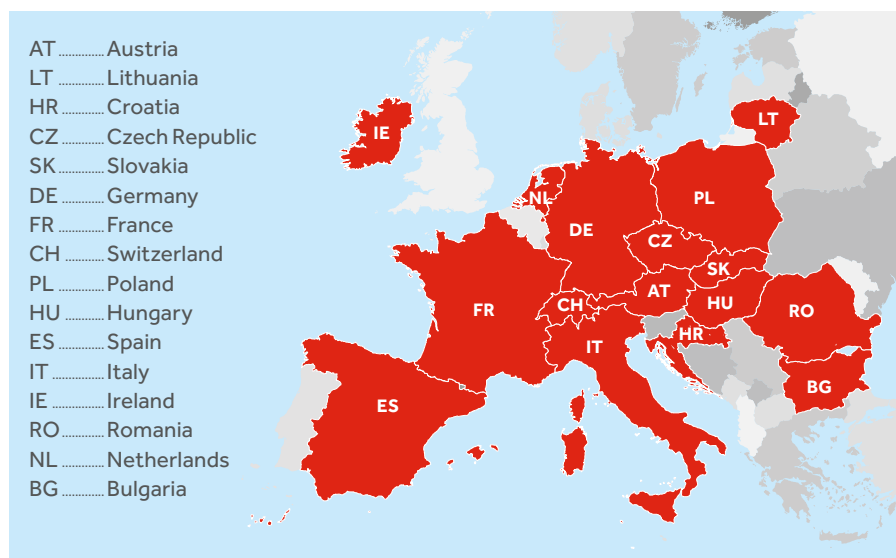 AT ............ Austria
LT ............ Lithuania
HR ............ Croatia
CZ ............ Czech Republic
SK ............ Slovakia
DE ............ Germany
FR ............ France
CH ............ Switzerland
PL ............ Poland
HU ............ Hungary
ES ............ Spain
IT ............ Italy
IE ............ Ireland
RO ............ Romania
NL ............ Netherlands
BG ............ Bulgaria
LT
IE
NL
PL
DE
CZ
SK
AT
CH
HU
FR
RO
HR
IT
BG
ES